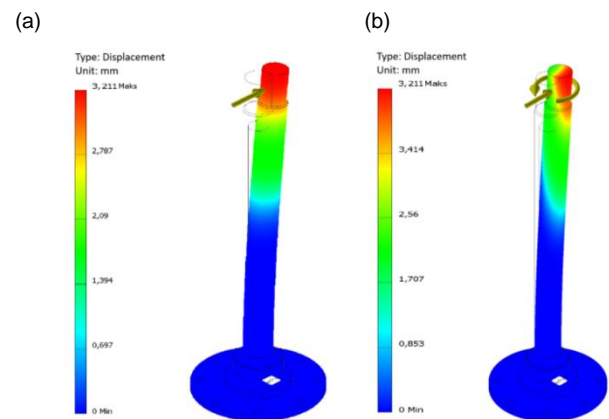 (a)
Type: Displacement
Unit: mm
3, 211 Maks
2,787
2,09
1,394
0,697
0 Min
(b)
Type: Displacement
Unit: mm
3, 211 Maks
3,414
2,56
1,707
0,853
0 Min